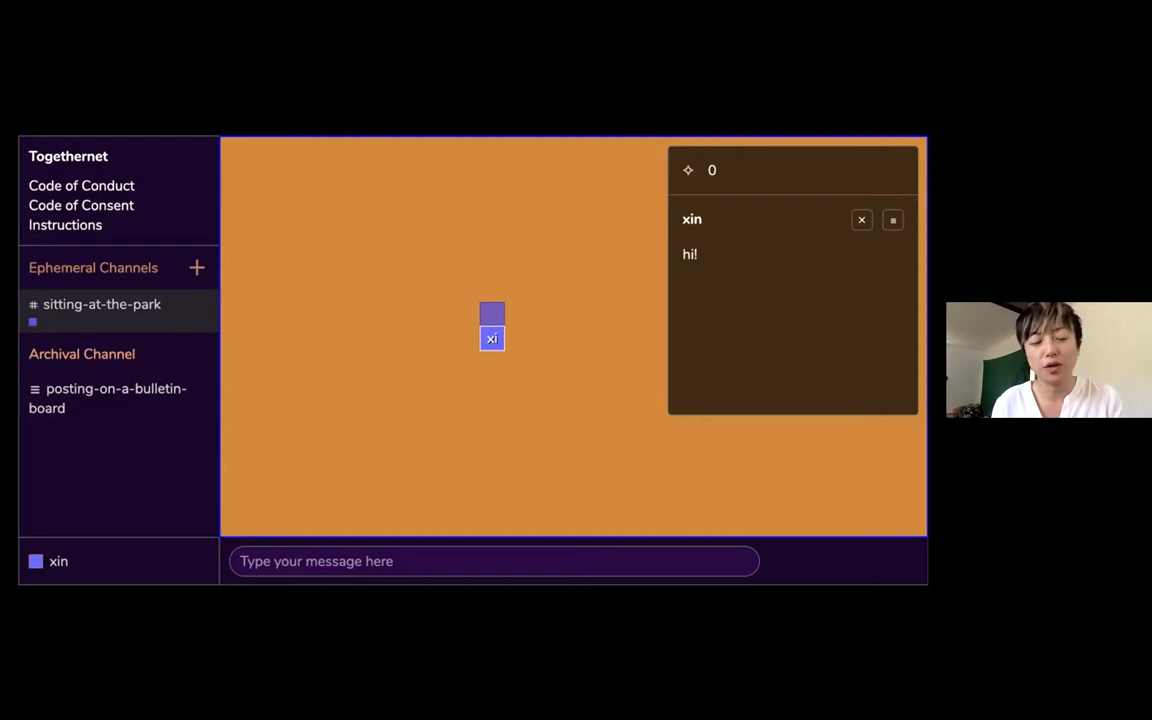 Togethernet
Code of Conduct
Code of Consent
Instructions
Ephemeral Channels +
# sitting-at-the-park
Archival Channel
≡ posting-on-a-bulletin-
board
xin
xi
✧ 0
xin × ≡
hi!
Type your message here